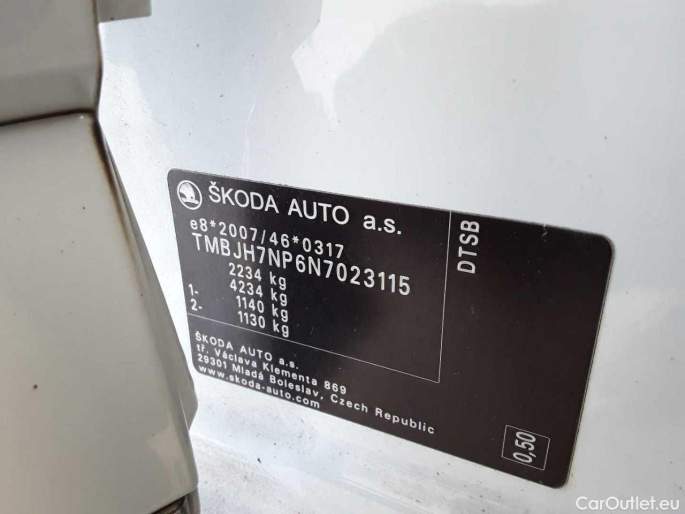 ŠKODA AUTO a.s.
e8*2007/46*0317
TMBJH7NP6N7023115
2234 kg
1- 4234 kg
2- 1140 kg
1130 kg
ŠKODA AUTO a.s.
tř. Václava Klementa 869
29301 Mladá Boleslav, Czech Republic
www.skoda-auto.com
DTSB
0,50
CarOutlet.eu